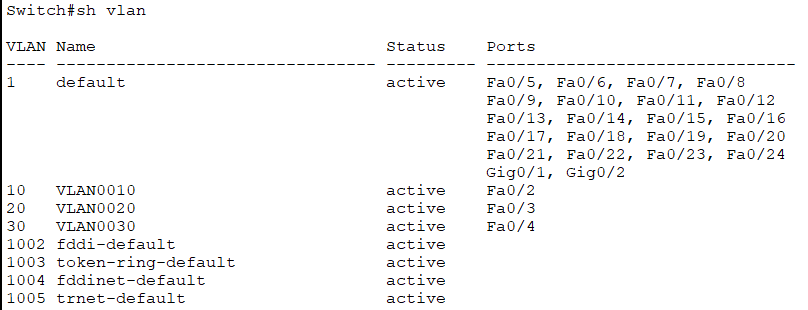 Switch#sh vlan
VLAN Name                             Status    Ports
---- -------------------------------- --------- -------------------------------
1    default                          active    Fa0/5, Fa0/6, Fa0/7, Fa0/8
                                                Fa0/9, Fa0/10, Fa0/11, Fa0/12
                                                Fa0/13, Fa0/14, Fa0/15, Fa0/16
                                                Fa0/17, Fa0/18, Fa0/19, Fa0/20
                                                Fa0/21, Fa0/22, Fa0/23, Fa0/24
                                                Gig0/1, Gig0/2
10   VLAN0010                         active    Fa0/2
20   VLAN0020                         active    Fa0/3
30   VLAN0030                         active    Fa0/4
1002 fddi-default                     active
1003 token-ring-default               active
1004 fddinet-default                  active
1005 trnet-default                    active